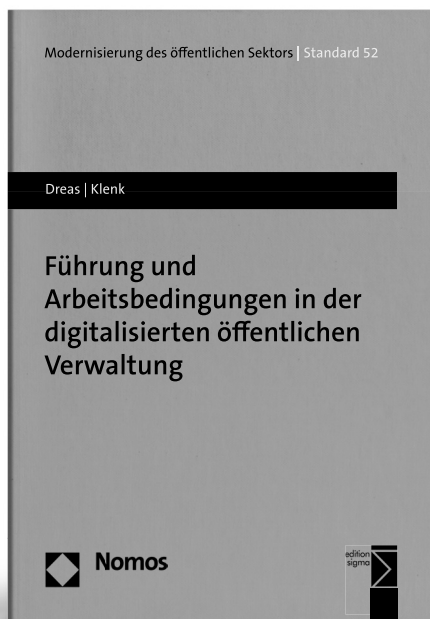 Modernisierung des öffentlichen Sektors | Standard 52
Dreas | Klenk
Führung und
Arbeitsbedingungen in der
digitalisierten öffentlichen
Verwaltung
Nomos
edition
sigma